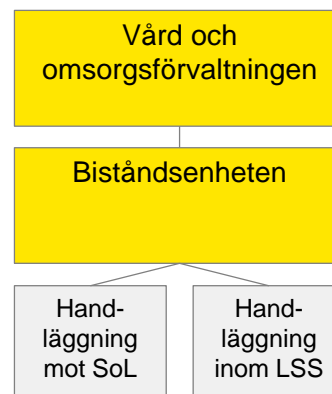 Vård och
omsorgsförvaltningen
Biståndsenheten
Hand-
läggning
mot SoL
Hand-
läggning
inom LSS